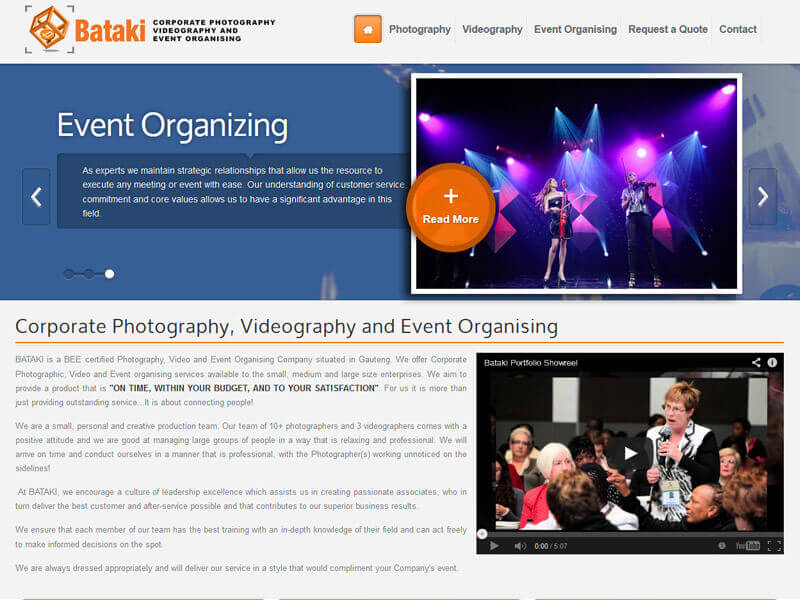 Bataki
CORPORATE PHOTOGRAPHY
VIDEOGRAPHY AND
EVENT ORGANISING
Photography
Videography
Event Organising
Request a Quote
Contact
Event Organizing
As experts we maintain strategic relationships that allow us the resource to
execute any meeting or event with ease. Our understanding of customer service,
commitment and core values allows us to have a significant advantage in this
field.
+
Read More
Corporate Photography, Videography and Event Organising
BATAKI is a BEE certified Photography, Video and Event Organising Company situated in Gauteng. We offer Corporate
Photographic, Video and Event organising services available to the small, medium and large size enterprises. We aim to
provide a product that is "ON TIME, WITHIN YOUR BUDGET, AND TO YOUR SATISFACTION". For us it is more than
just providing outstanding service...It is about connecting people!
We are a small, personal and creative production team. Our team of 10+ photographers and 3 videographers comes with a
positive attitude and we are good at managing large groups of people in a way that is relaxing and professional. We will
arrive on time and conduct ourselves in a manner that is professional, with the Photographer(s) working unnoticed on the
sidelines!
At BATAKI, we encourage a culture of leadership excellence which assists us in creating passionate associates, who in
turn deliver the best customer and after-service possible and that contributes to our superior business results.
We ensure that each member of our team has the best training with an in-depth knowledge of their field and can act freely
to make informed decisions on the spot.
We are always dressed appropriately and will deliver our service in a style that would compliment your Company's event.
Bataki Portfolio Showreel
0:00 / 5:07
YouTube